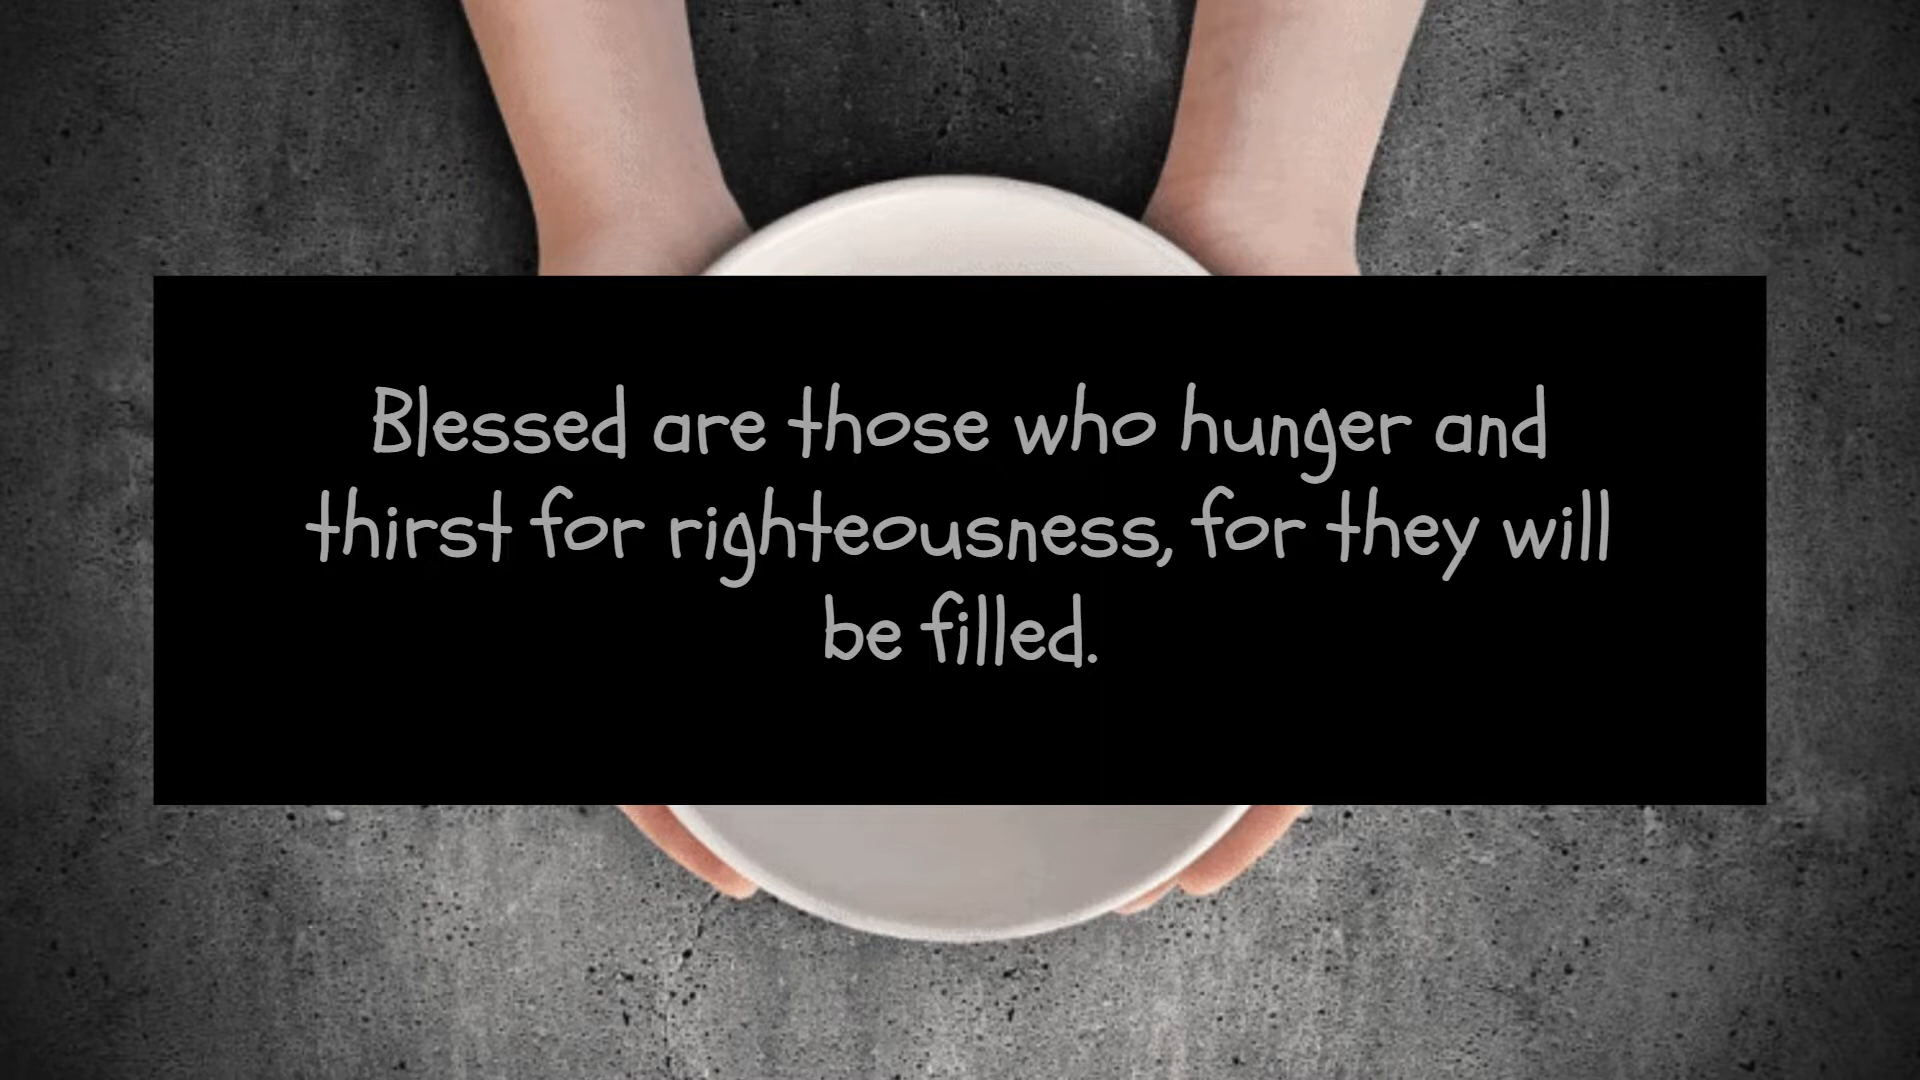 Blessed are those who hunger and
thirst for righteousness, for they will
be filled.